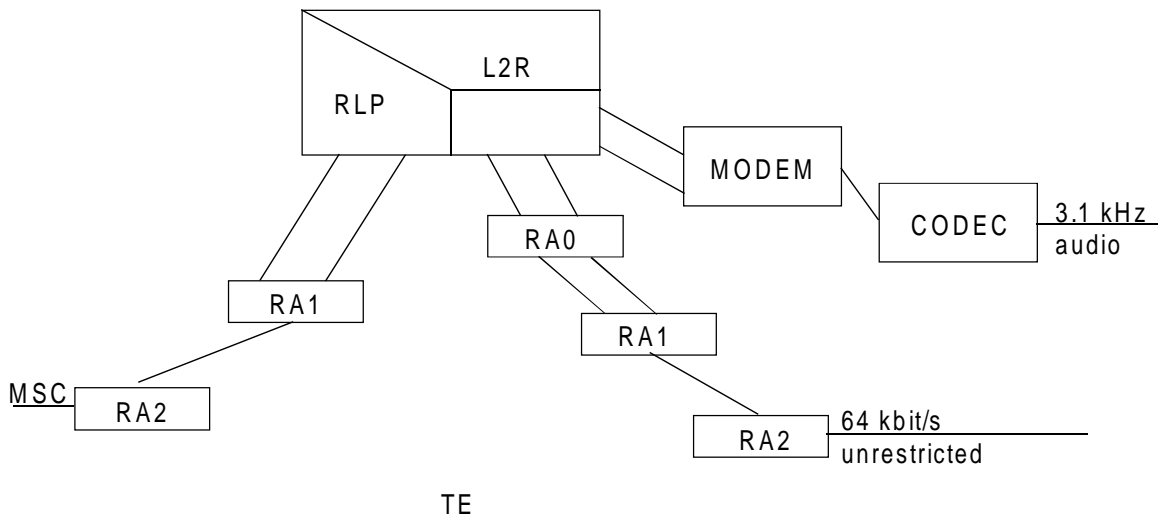 L2R
RLP
MODEM
CODEC
3.1 kHz
audio
RA0
RA1
RA1
MSC
RA2
RA2
64 kbit/s
unrestricted
TE